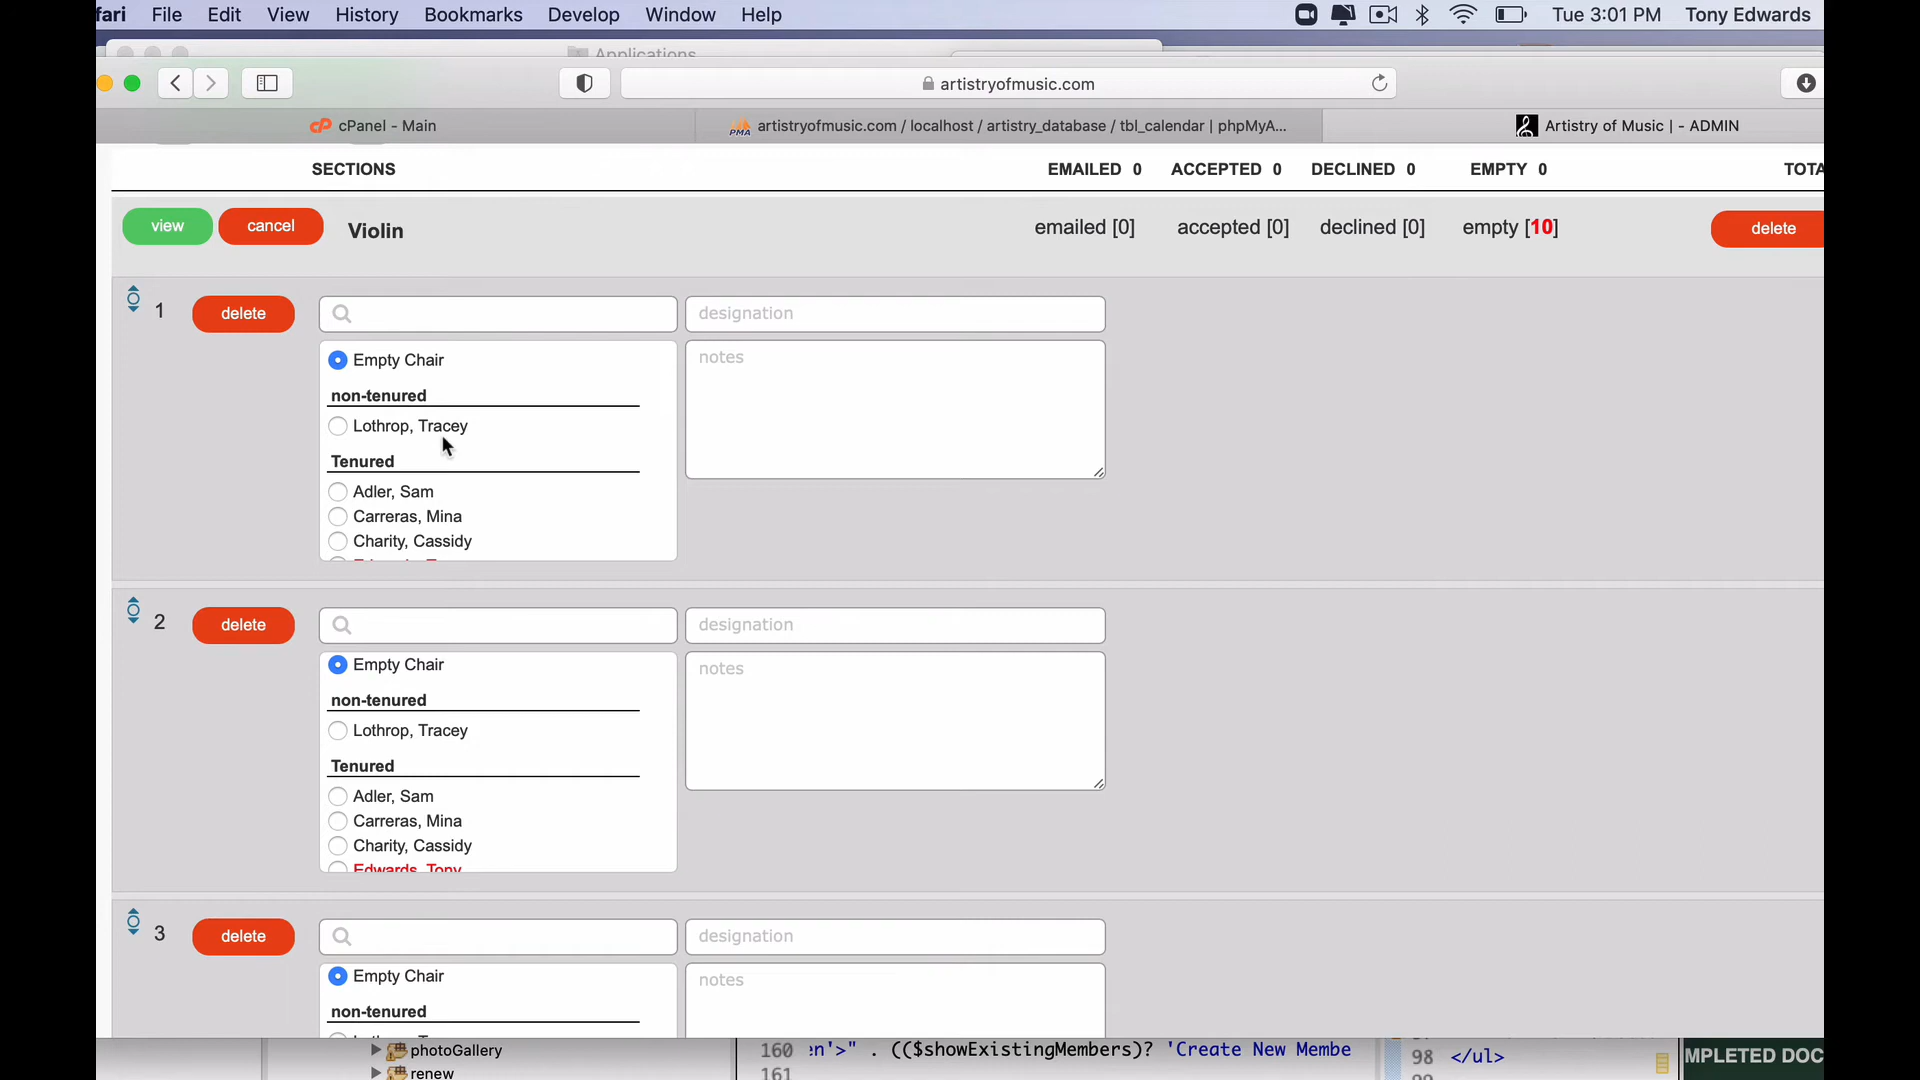 fari File Edit View History Bookmarks Develop Window Help Tue 3:01 PM Tony Edwards
Applications
artistryofmusic.com
cP cPanel - Main
PMA artistryofmusic.com / localhost / artistry_database / tbl_calendar | phpMyA...
Artistry of Music | - ADMIN
SECTIONS EMAILED 0 ACCEPTED 0 DECLINED 0 EMPTY 0 TOTA
view cancel Violin emailed [0] accepted [0] declined [0] empty [10] delete
1 delete designation
Empty Chair notes
non-tenured
Lothrop, Tracey
Tenured
Adler, Sam
Carreras, Mina
Charity, Cassidy
2 delete designation
Empty Chair notes
non-tenured
Lothrop, Tracey
Tenured
Adler, Sam
Carreras, Mina
Charity, Cassidy
Edwards, Tony
3 delete designation
Empty Chair notes
non-tenured
photoGallery 160 :n'>" . (($showExistingMembers)? 'Create New Membe 98 </ul> MPLETED DOC
renew 161